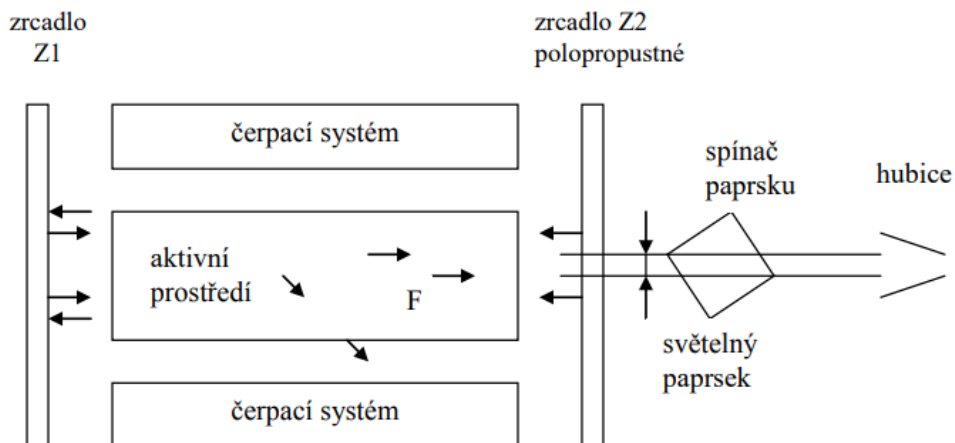 zrcadlo
Z1
zrcadlo Z2
polopropustné
čerpací systém
spínač
paprsku
hubice
aktivní
prostředí
F
světelný
paprsek
čerpací systém